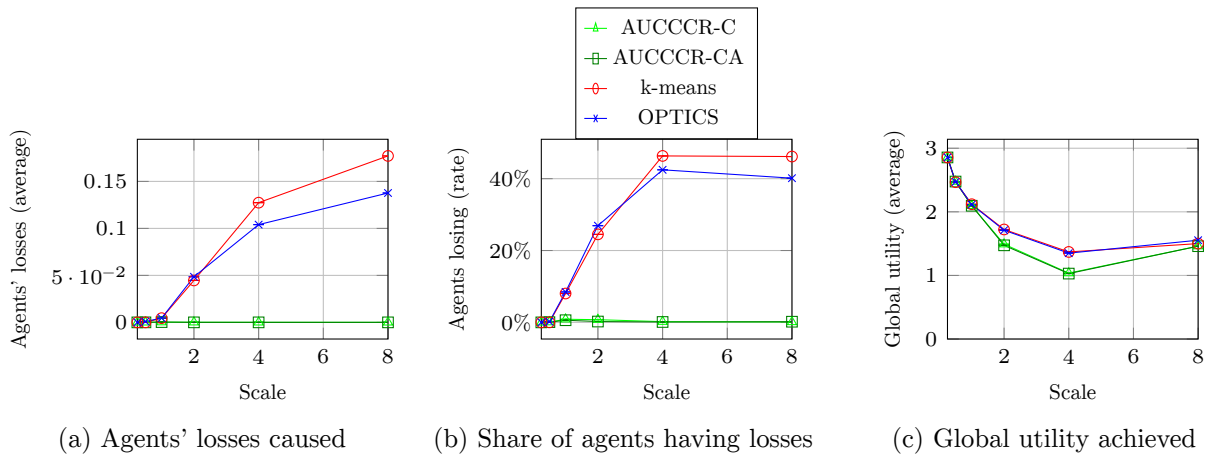 AUCCCR-C
AUCCCR-CA
k-means
OPTICS
Agents' losses (average)
0.15
0.1
5 · 10⁻²
0
2 4 6 8
Scale
(a) Agents' losses caused
Agents losing (rate)
40%
20%
0%
2 4 6 8
Scale
(b) Share of agents having losses
Global utility (average)
3
2
1
0
2 4 6 8
Scale
(c) Global utility achieved